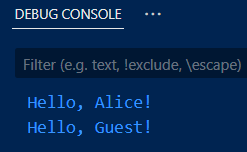 DEBUG CONSOLE ···
Filter (e.g. text, !exclude, \escape)
Hello, Alice!
Hello, Guest!